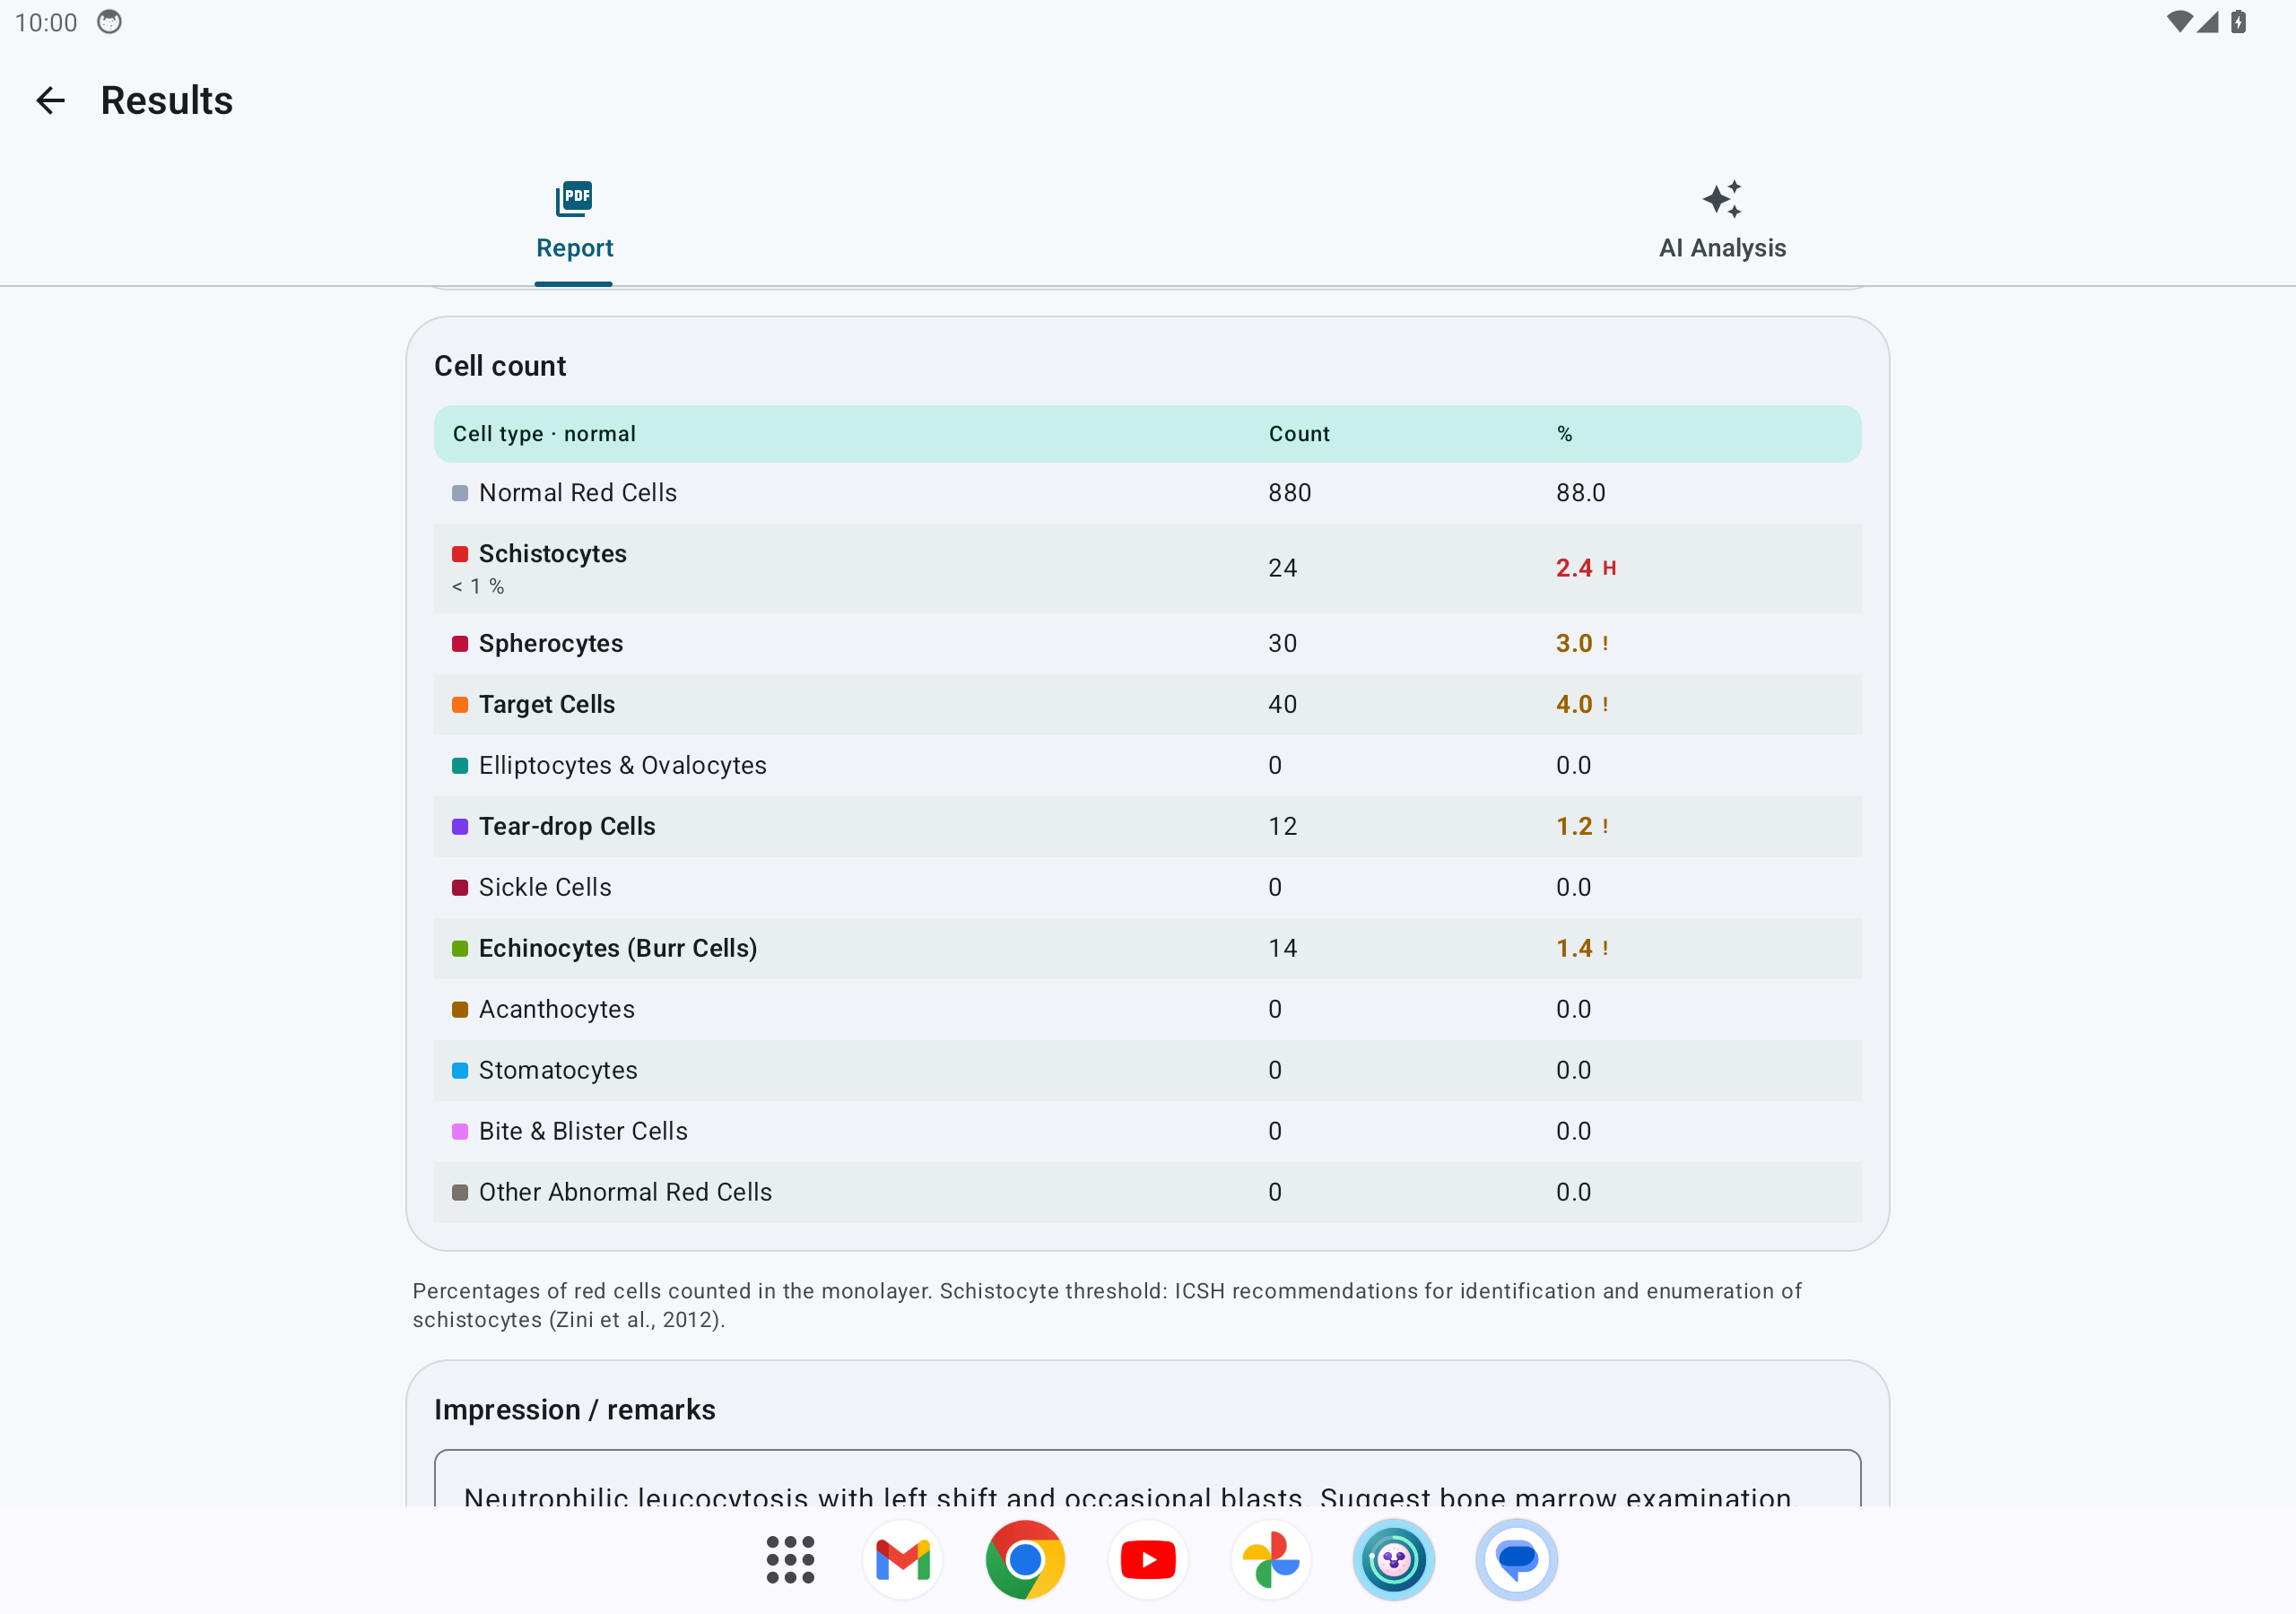 10:00
Results
PDF
Report
AI Analysis
Cell count
Cell type · normal Count %
Normal Red Cells 880 88.0
Schistocytes 24 2.4 H
< 1 %
Spherocytes 30 3.0 !
Target Cells 40 4.0 !
Elliptocytes & Ovalocytes 0 0.0
Tear-drop Cells 12 1.2 !
Sickle Cells 0 0.0
Echinocytes (Burr Cells) 14 1.4 !
Acanthocytes 0 0.0
Stomatocytes 0 0.0
Bite & Blister Cells 0 0.0
Other Abnormal Red Cells 0 0.0
Percentages of red cells counted in the monolayer. Schistocyte threshold: ICSH recommendations for identification and enumeration of
schistocytes (Zini et al., 2012).
Impression / remarks
Neutrophilic leucocytosis with left shift and occasional blasts. Suggest bone marrow examination.